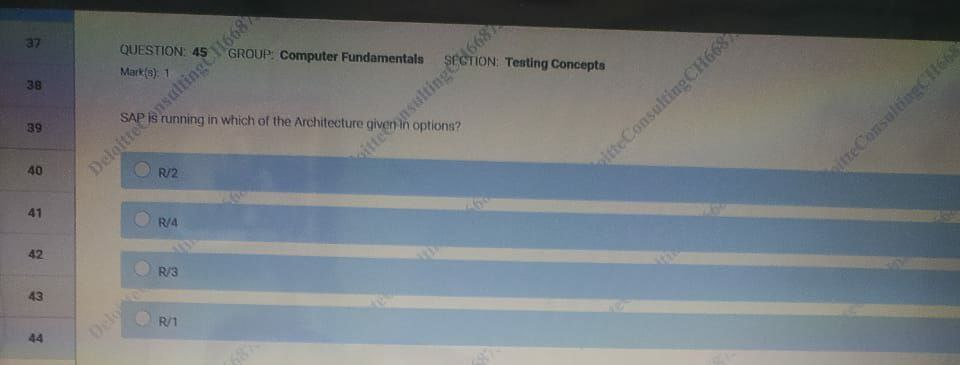 37
38
39
40
41
42
43
44
QUESTION: 45 GROUP: Computer Fundamentals SECTION: Testing Concepts
Mark(s): 1
SAP is running in which of the Architecture given in options?
R/2
R/4
R/3
R/1